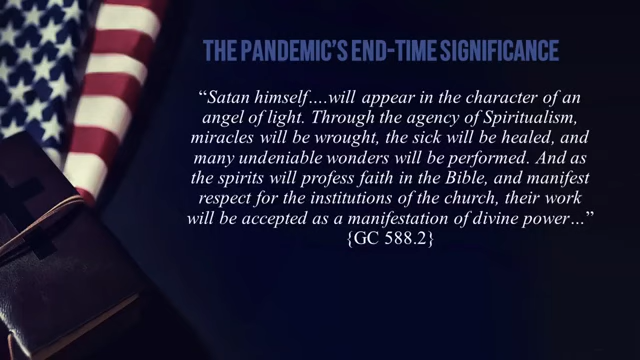 THE PANDEMIC'S END-TIME SIGNIFICANCE
“Satan himself….will appear in the character of an
angel of light. Through the agency of Spiritualism,
miracles will be wrought, the sick will be healed, and
many undeniable wonders will be performed. And as
the spirits will profess faith in the Bible, and manifest
respect for the institutions of the church, their work
will be accepted as a manifestation of divine power…”
{GC 588.2}